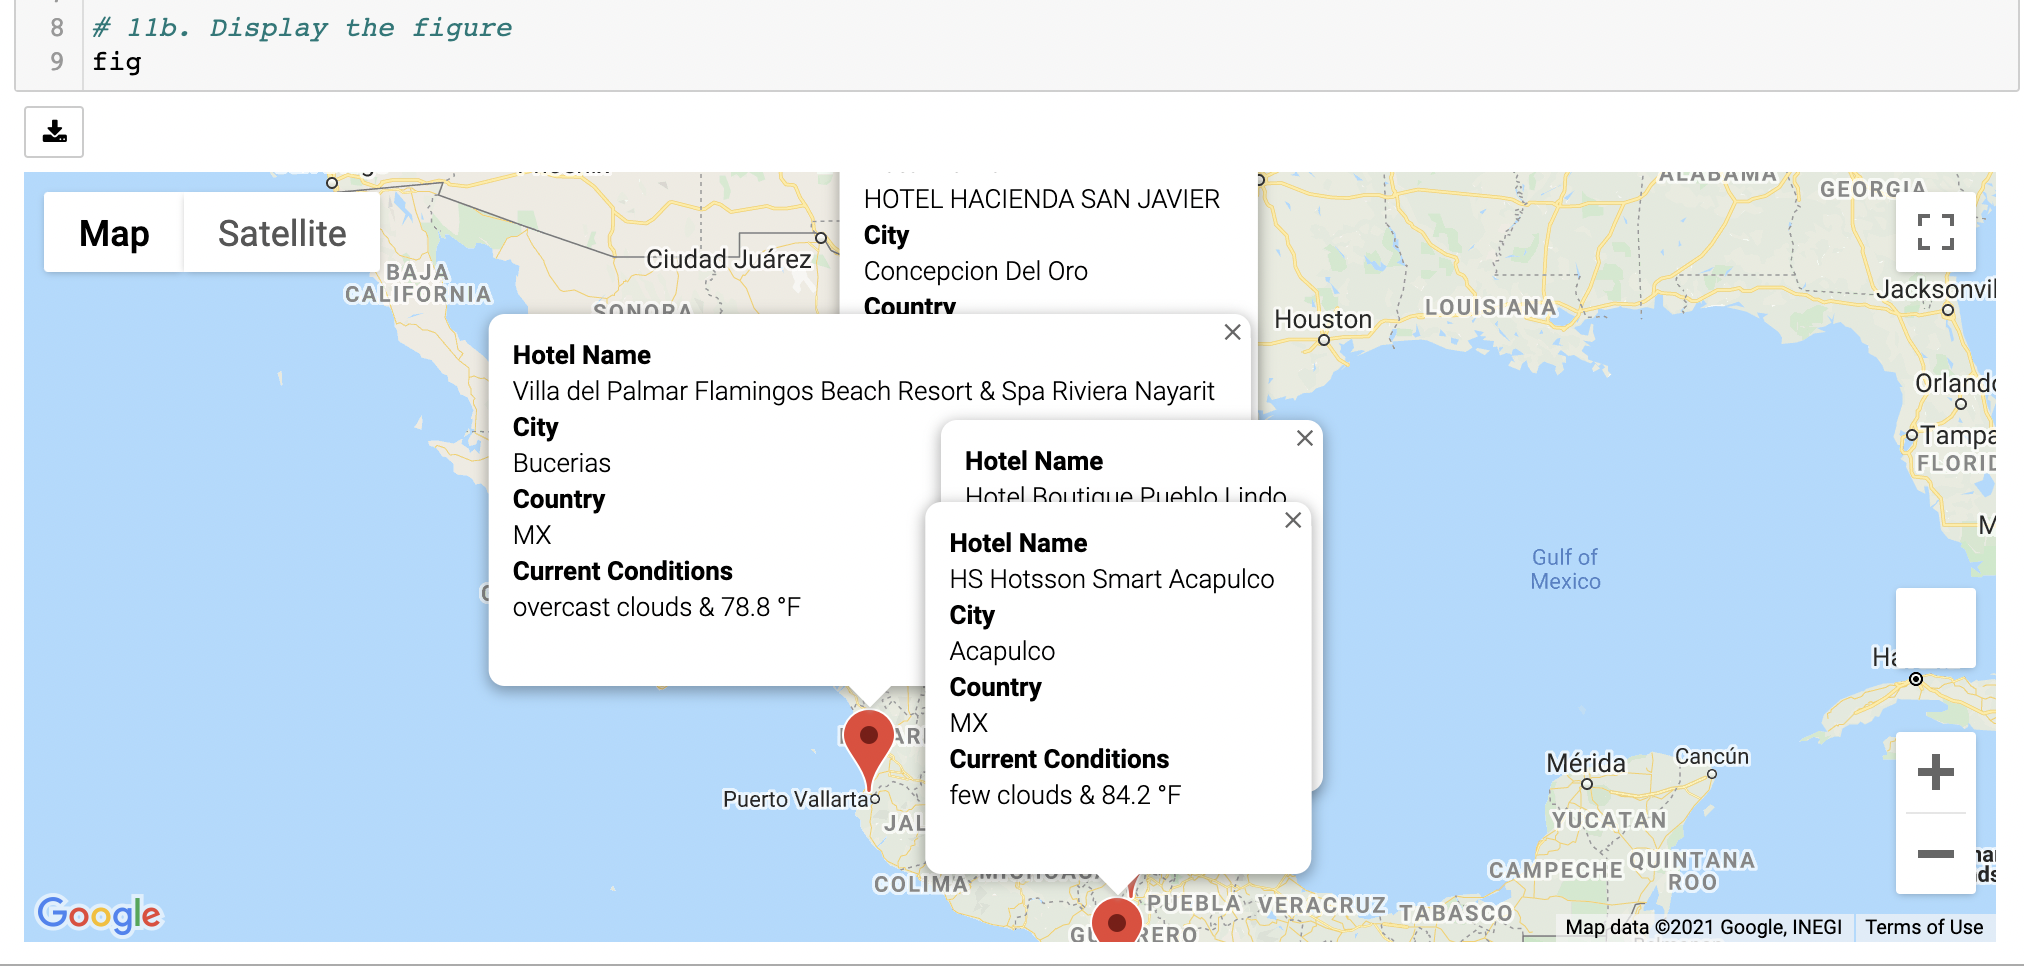 8 # 11b. Display the figure
9 fig
Map
Satellite
BAJA
CALIFORNIA
SONORA
Ciudad Juárez
HOTEL HACIENDA SAN JAVIER
City
Concepcion Del Oro
Country
ALABAMA
GEORGIA
Jacksonvil
LOUISIANA
Houston
Orlando
Tampa
FLORID
M
Hotel Name
Villa del Palmar Flamingos Beach Resort & Spa Riviera Nayarit
City
Bucerias
Country
MX
Current Conditions
overcast clouds & 78.8 °F
Hotel Name
Hotel Boutique Pueblo Lindo
Hotel Name
HS Hotsson Smart Acapulco
City
Acapulco
Country
MX
Current Conditions
few clouds & 84.2 °F
Gulf of
Mexico
Mérida
Cancún
YUCATAN
CAMPECHE
QUINTANA
ROO
Puerto Vallarta
JAL
COLIMA
PUEBLA
VERACRUZ
TABASCO
Google
Map data ©2021 Google, INEGI
Terms of Use